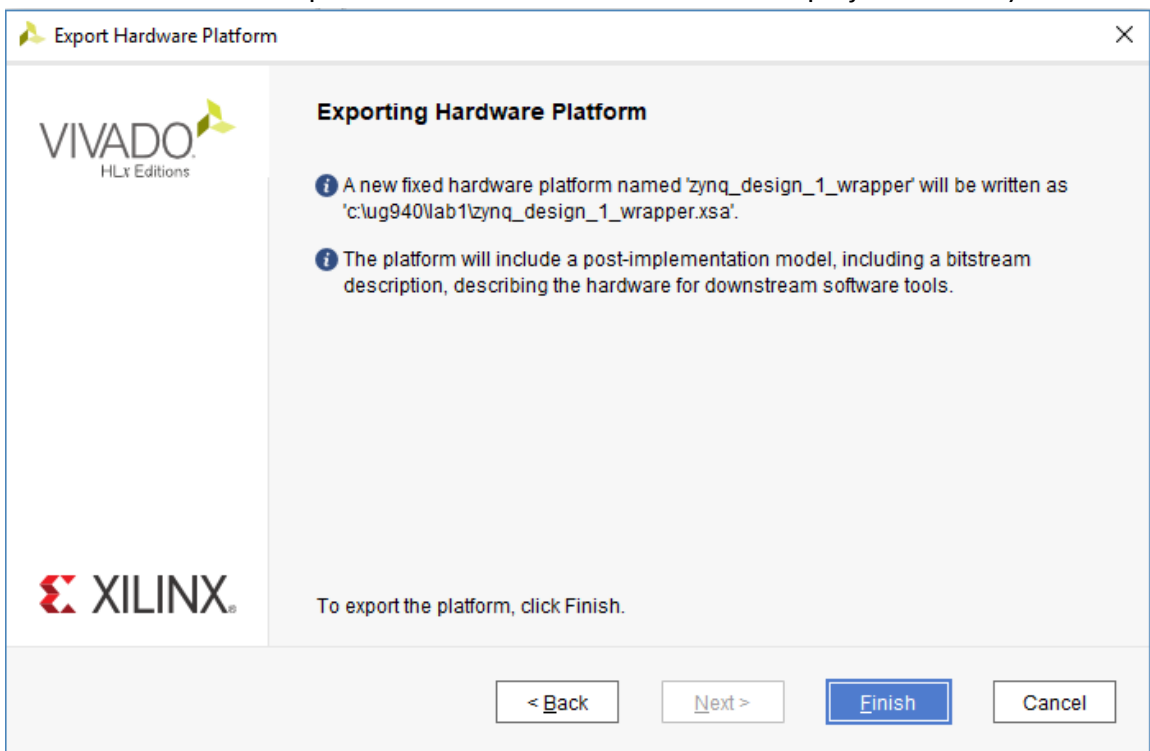 Export Hardware Platform
VIVADO.
HLx Editions
Exporting Hardware Platform
A new fixed hardware platform named 'zynq_design_1_wrapper' will be written as
'c:\ug940\lab1\zynq_design_1_wrapper.xsa'.
The platform will include a post-implementation model, including a bitstream
description, describing the hardware for downstream software tools.
XILINX®
To export the platform, click Finish.
< Back
Next >
Finish
Cancel